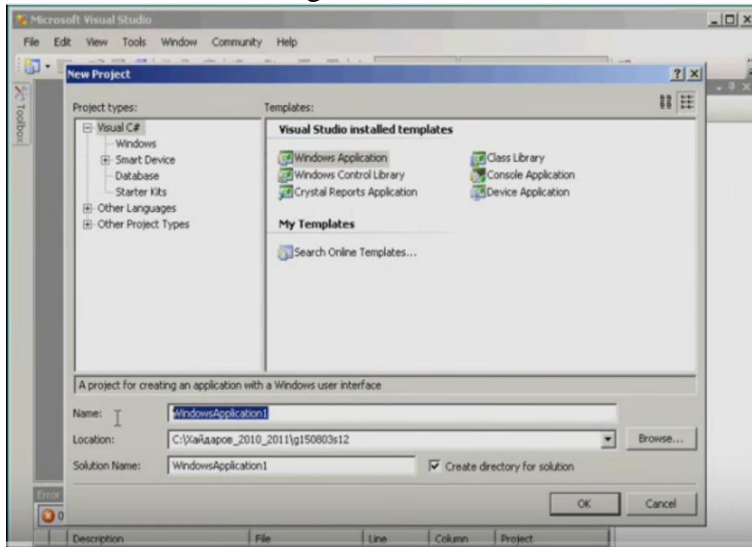 Microsoft Visual Studio
File Edit View Tools Window Community Help
New Project
Toolbox
Project types:
Templates:
Visual C#
Windows
Smart Device
Database
Starter Kits
Other Languages
Other Project Types
Visual Studio installed templates
Windows Application
Class Library
Windows Control Library
Console Application
Crystal Reports Application
Device Application
My Templates
Search Online Templates...
A project for creating an application with a Windows user interface
Name:
WindowsApplication1
Location:
C:\Хайдаров_2010_2011\g150803s12
Browse...
Solution Name:
WindowsApplication1
Create directory for solution
OK Cancel
Error
0
Description File Line Column Project